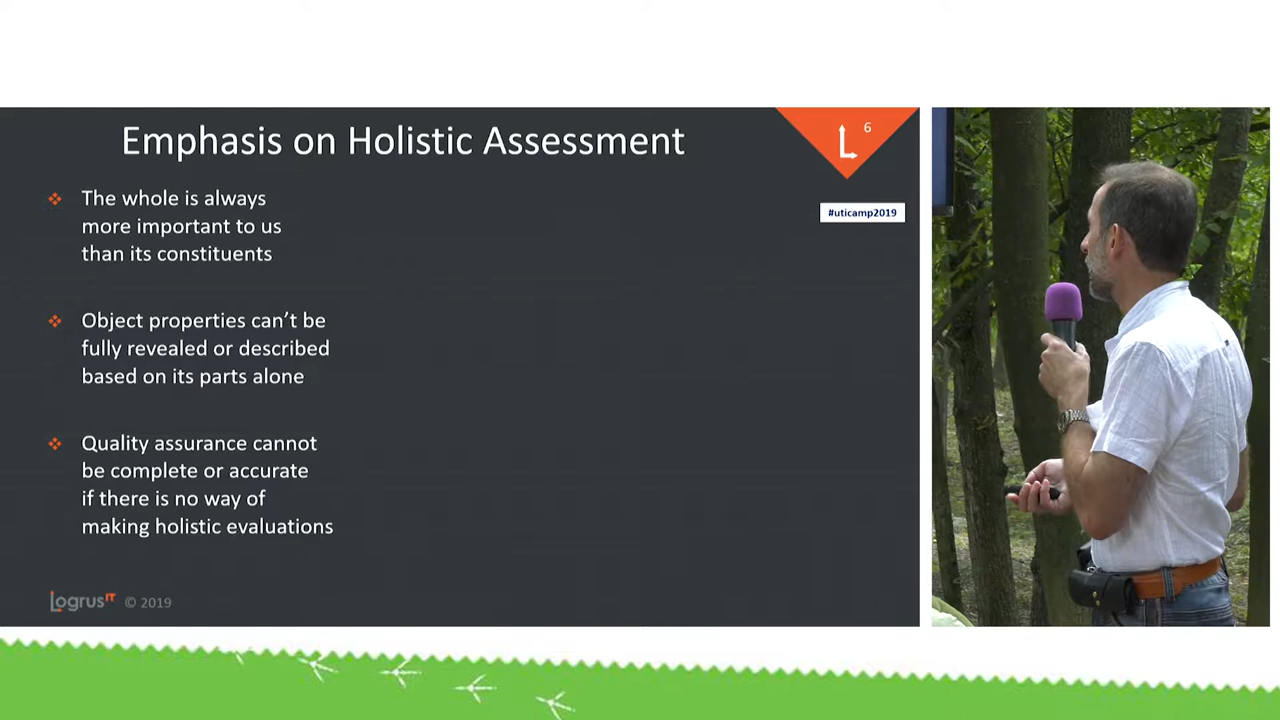 Emphasis on Holistic Assessment
6
#uticamp2019
❖ The whole is always
more important to us
than its constituents
❖ Object properties can’t be
fully revealed or described
based on its parts alone
❖ Quality assurance cannot
be complete or accurate
if there is no way of
making holistic evaluations
Logrus IT © 2019